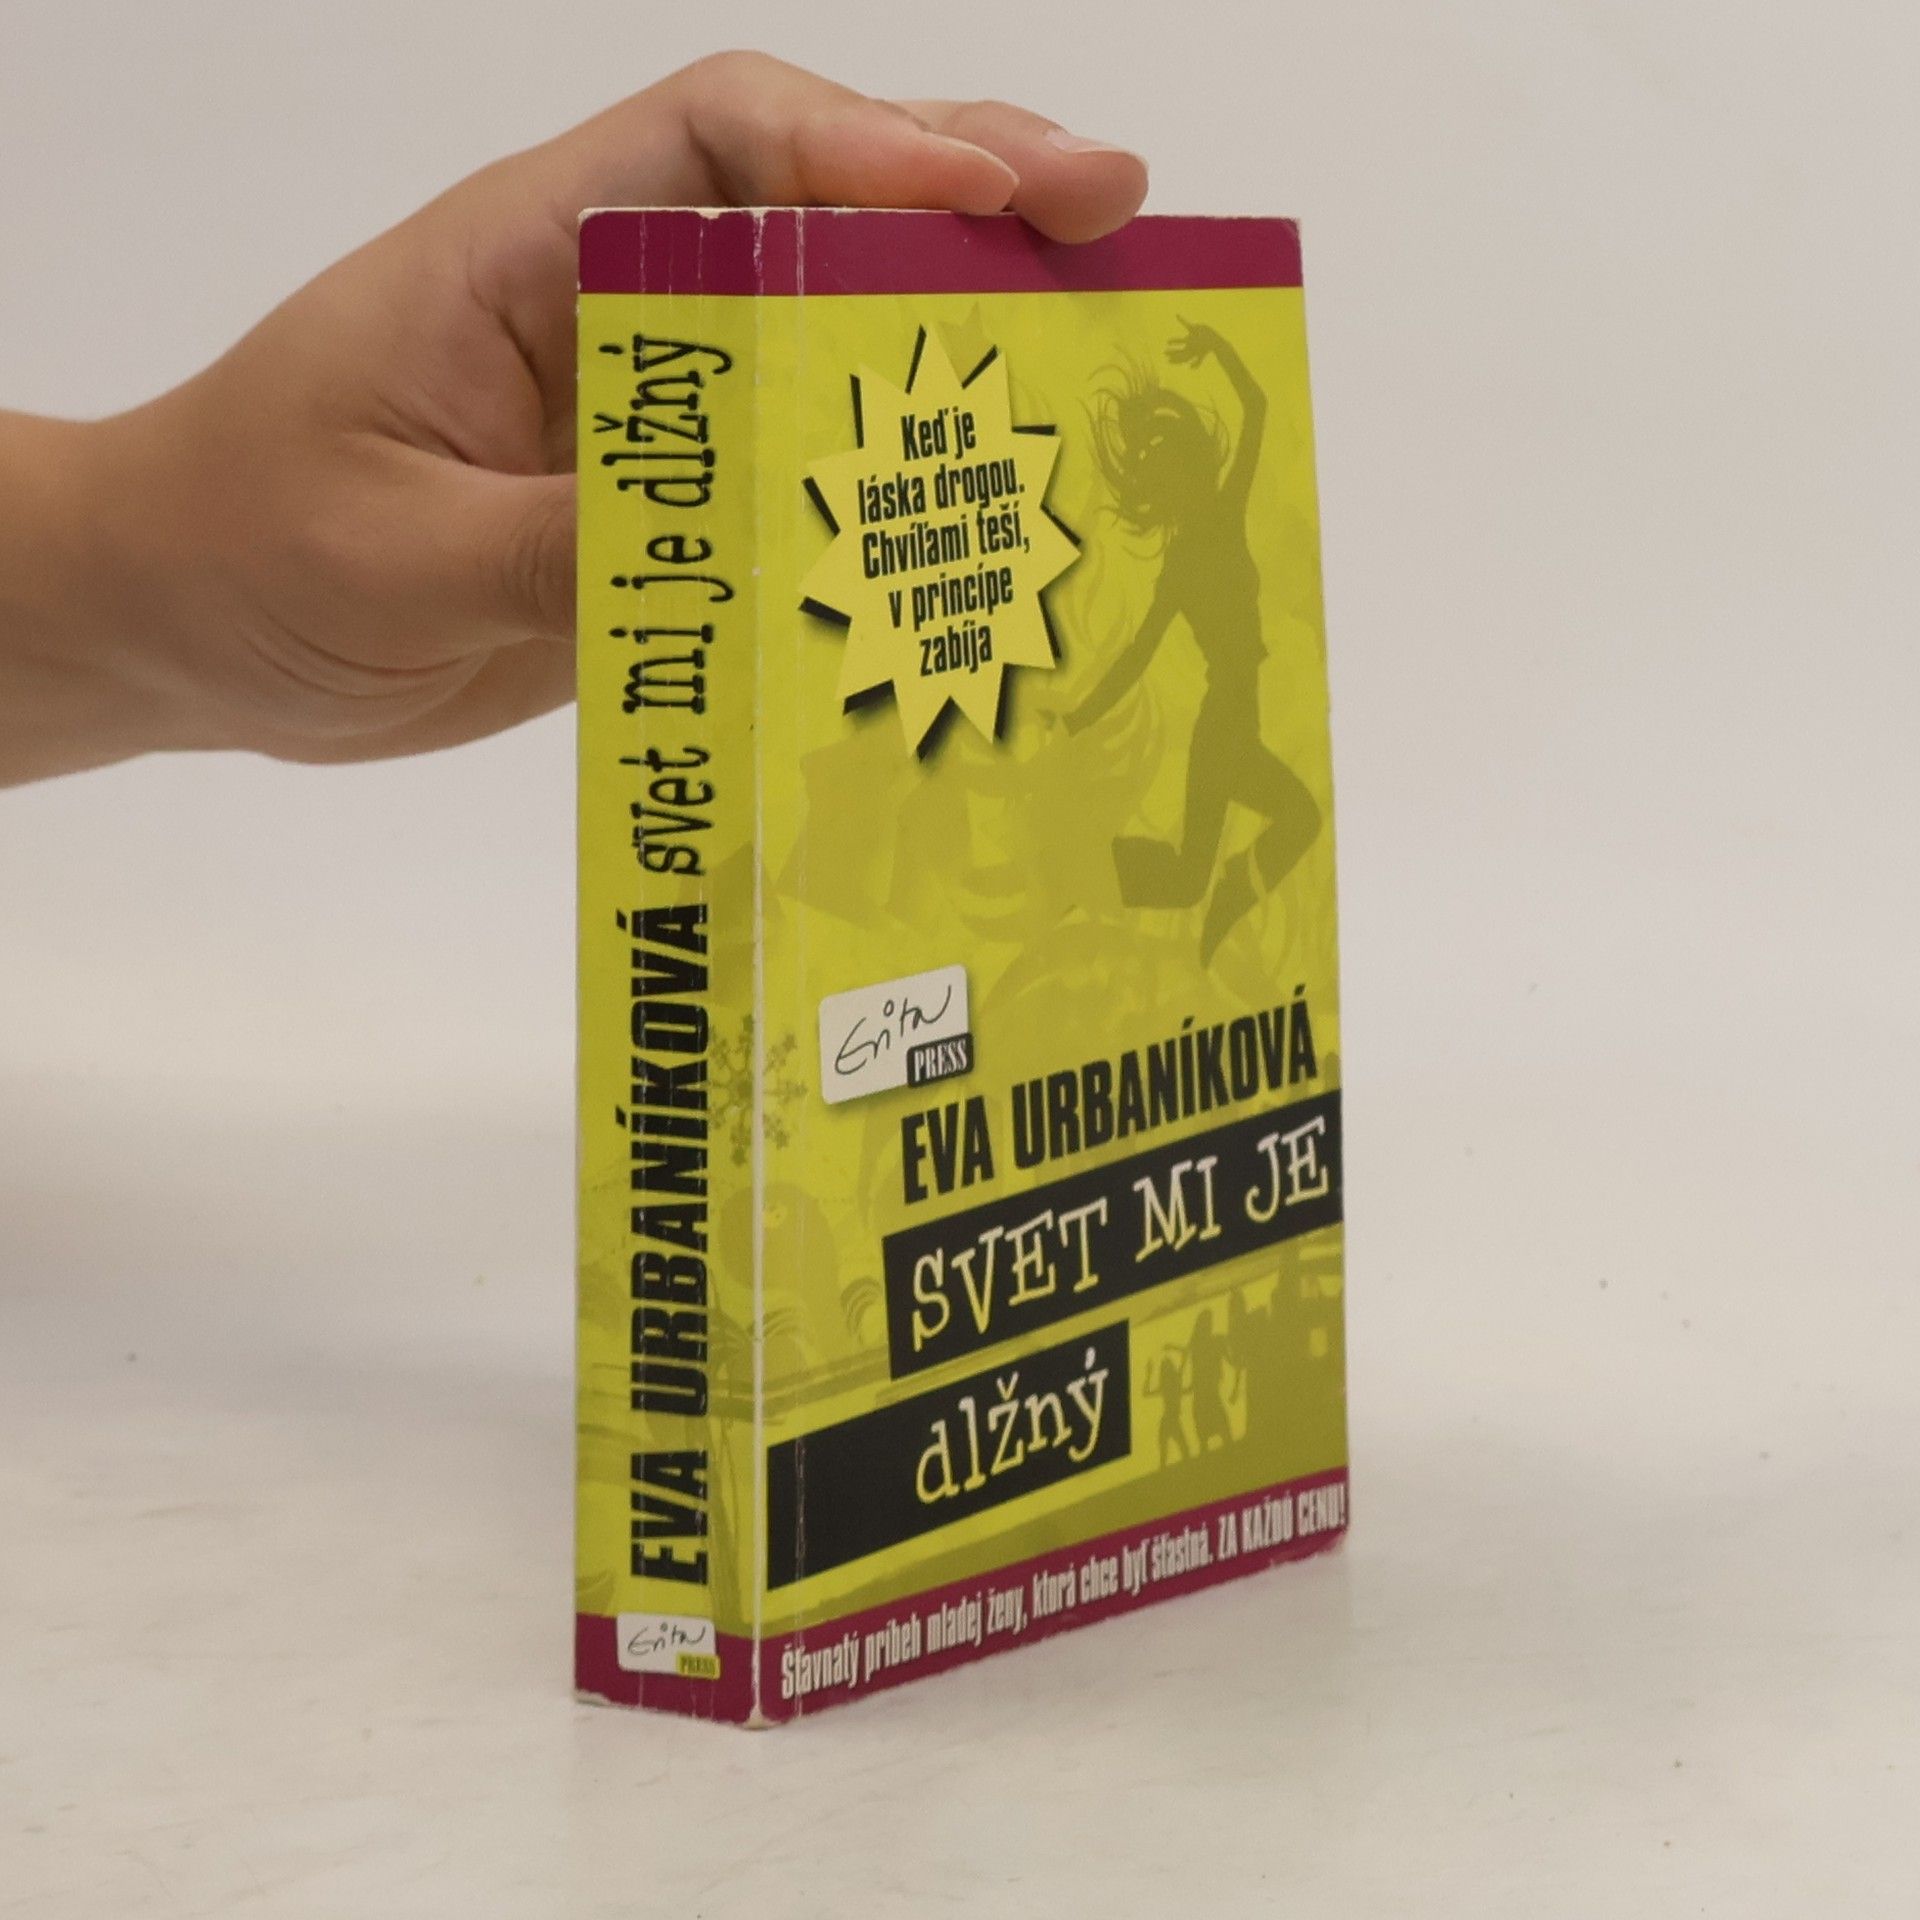 EVA URBANÍKOVÁ svet mi je dlžný
Evita
PRESS
Keď je
láska drogou.
Chvíľami teší,
v princípe
zabíja
Evita
PRESS
EVA URBANÍKOVÁ
SVET MI JE
dlžný
Šťavnatý príbeh mladej ženy, ktorá chce byť šťastná. ZA KAŽDÚ CENU!